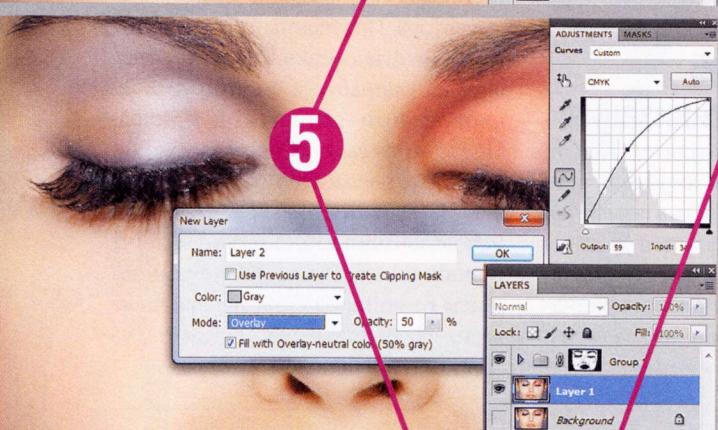 ADJUSTMENTS MASKS
Curves Custom
CMYK Auto
5
Output: 59 Input:
New Layer
Name: Layer 2 OK
Use Previous Layer to Create Clipping Mask
Color: Gray
Mode: Overlay Opacity: 50 %
Fill with Overlay-neutral color (50% gray)
LAYERS
Normal Opacity: 100%
Lock: Fill: 100%
Group
Layer 1
Background